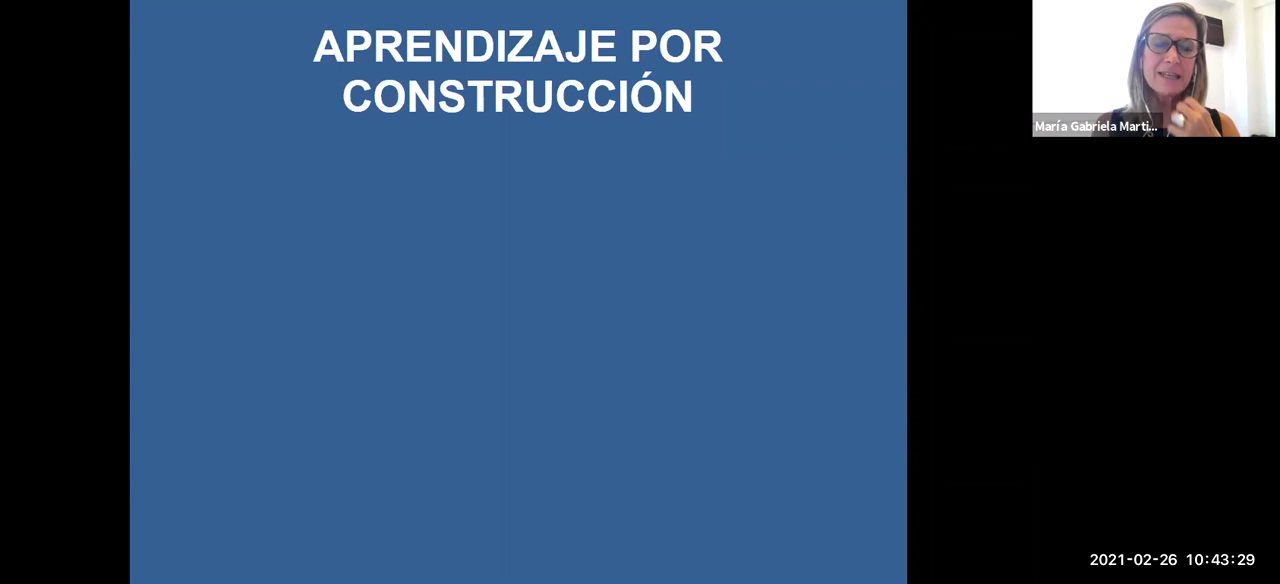 APRENDIZAJE POR
CONSTRUCCIÓN
María Gabriela Marti...
2021-02-26 10:43:29